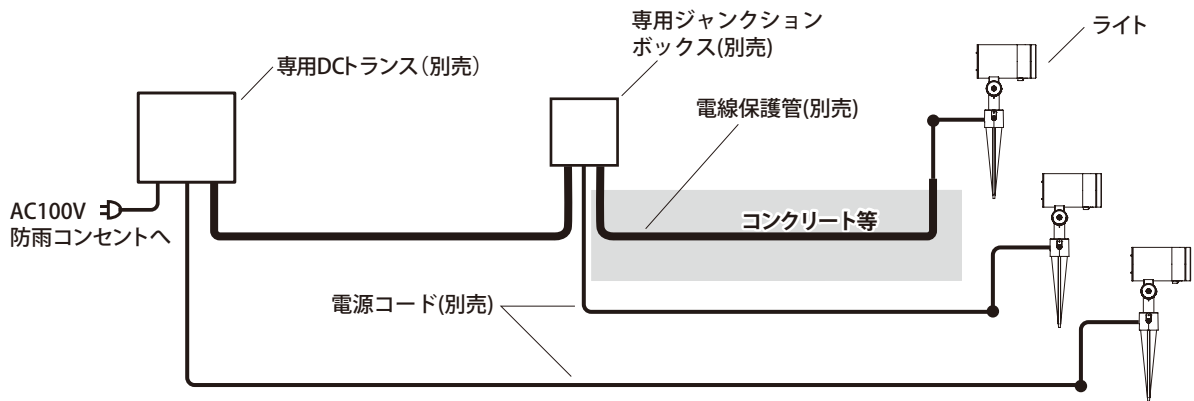 専用ジャンクション
ボックス(別売)
ライト
専用DCトランス（別売）
電線保護管(別売)
AC100V
防雨コンセントへ
コンクリート等
電源コード(別売)